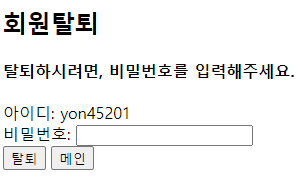 회원탈퇴
탈퇴하시려면, 비밀번호를 입력해주세요.
아이디: yon45201
비밀번호:
탈퇴 메인